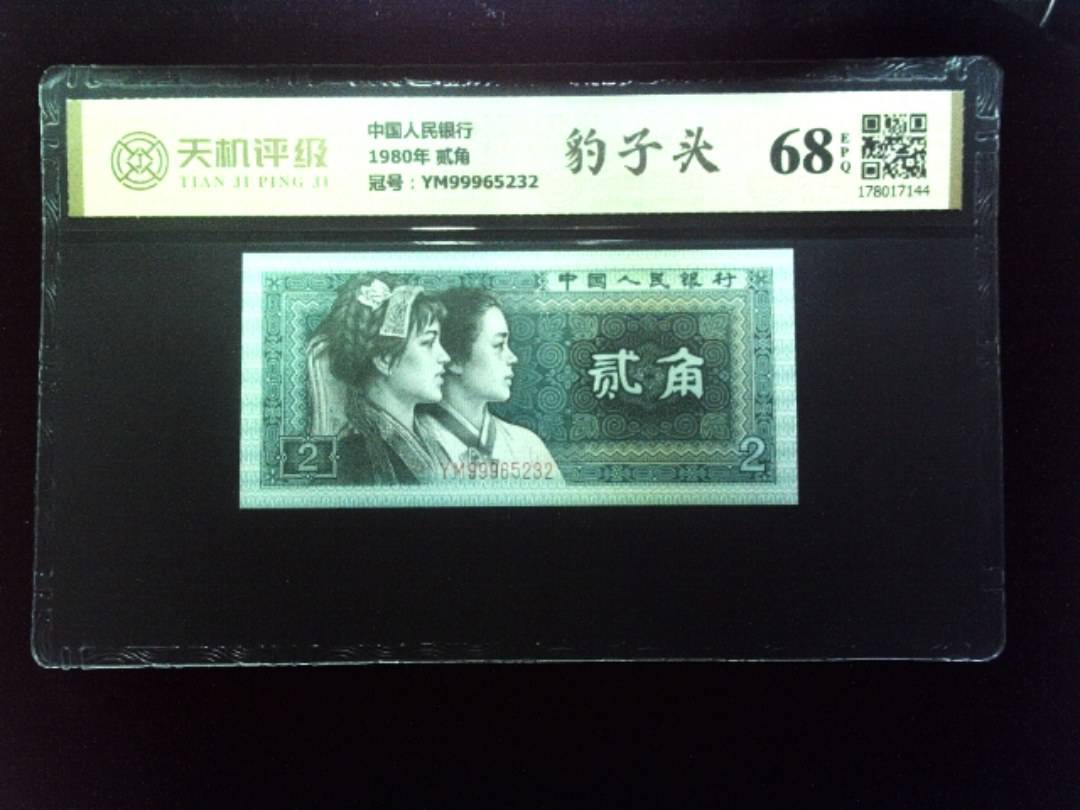 天机评级
TIAN JI PING JI
中国人民银行
1980年 贰角
冠号：YM99965232
豹子头
68
EPQ
178017144
中国人民银行
贰角
2
2
YM99965232